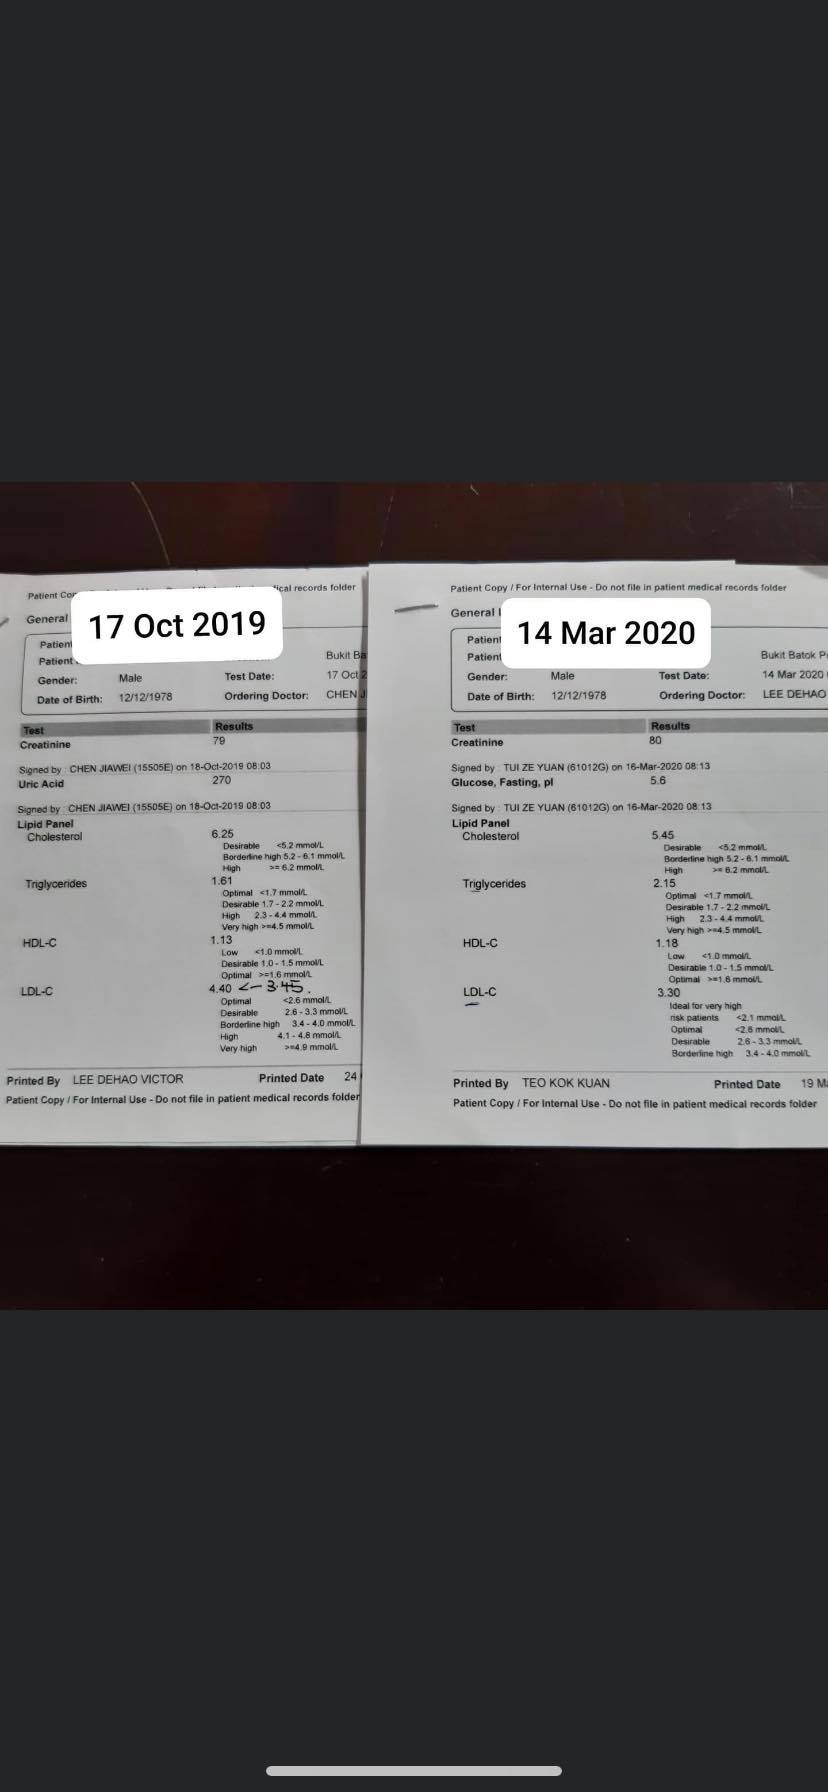 Patient Cop
ical records folder
17 Oct 2019
General
Patient
Patient
Bukit Ba
Gender: Male Test Date: 17 Oct 2
Date of Birth: 12/12/1978 Ordering Doctor: CHEN J
Test Results
Creatinine 79
Signed by : CHEN JIAWEI (15505E) on 18-Oct-2019 08:03
Uric Acid 270
Signed by : CHEN JIAWEI (15505E) on 18-Oct-2019 08:03
Lipid Panel
Cholesterol 6.25
Desirable <5.2 mmol/L
Borderline high 5.2 - 6.1 mmol/L
High >= 6.2 mmol/L
Triglycerides 1.61
Optimal <1.7 mmol/L
Desirable 1.7 - 2.2 mmol/L
High 2.3 - 4.4 mmol/L
Very high >=4.5 mmol/L
HDL-C 1.13
Low <1.0 mmol/L
Desirable 1.0 - 1.5 mmol/L
Optimal >=1.6 mmol/L
LDL-C 4.40 <- 3.45.
Optimal <2.6 mmol/L
Desirable 2.6 - 3.3 mmol/L
Borderline high 3.4 - 4.0 mmol/L
High 4.1 - 4.8 mmol/L
Very high >=4.9 mmol/L
Printed By LEE DEHAO VICTOR Printed Date 24
Patient Copy / For Internal Use - Do not file in patient medical records folder
Patient Copy / For Internal Use - Do not file in patient medical records folder
General
14 Mar 2020
Patient
Patient
Bukit Batok P
Gender: Male Test Date: 14 Mar 2020
Date of Birth: 12/12/1978 Ordering Doctor: LEE DEHAO
Test Results
Creatinine 80
Signed by : TUI ZE YUAN (61012G) on 16-Mar-2020 08:13
Glucose, Fasting, pl 5.6
Signed by : TUI ZE YUAN (61012G) on 16-Mar-2020 08:13
Lipid Panel
Cholesterol 5.45
Desirable <5.2 mmol/L
Borderline high 5.2 - 6.1 mmol/L
High >= 6.2 mmol/L
Triglycerides 2.15
Optimal <1.7 mmol/L
Desirable 1.7 - 2.2 mmol/L
High 2.3 - 4.4 mmol/L
Very high >=4.5 mmol/L
HDL-C 1.18
Low <1.0 mmol/L
Desirable 1.0 - 1.5 mmol/L
Optimal >=1.6 mmol/L
LDL-C 3.30
Ideal for very high
risk patients <2.1 mmol/L
Optimal <2.6 mmol/L
Desirable 2.6 - 3.3 mmol/L
Borderline high 3.4 - 4.0 mmol/L
Printed By TEO KOK KUAN Printed Date 19 Ma
Patient Copy / For Internal Use - Do not file in patient medical records folder